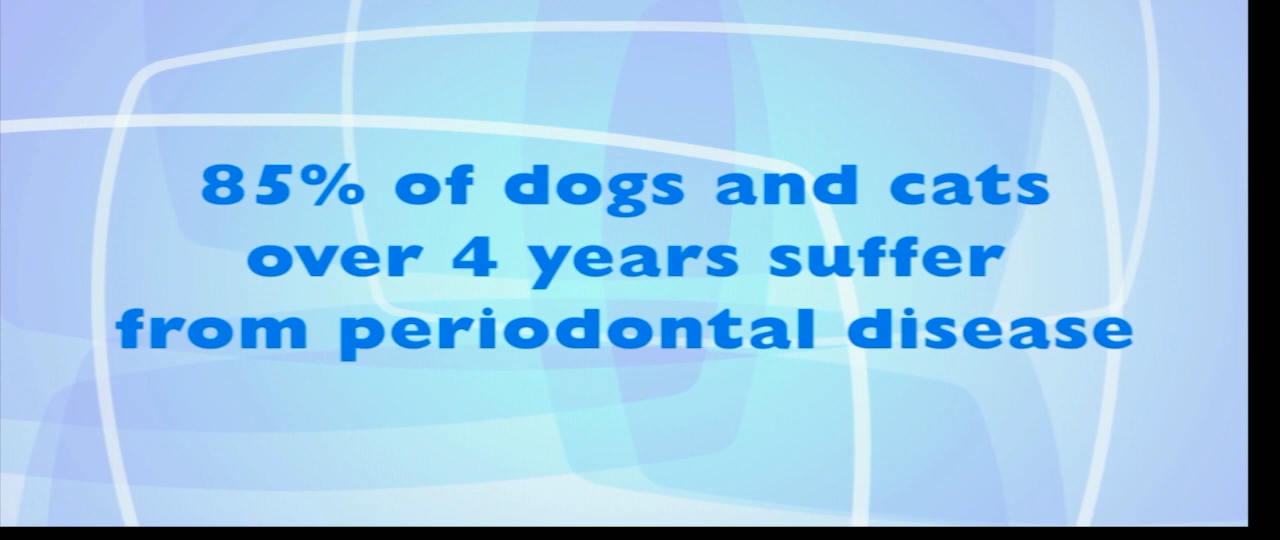 85% of dogs and cats
over 4 years suffer
from periodontal disease